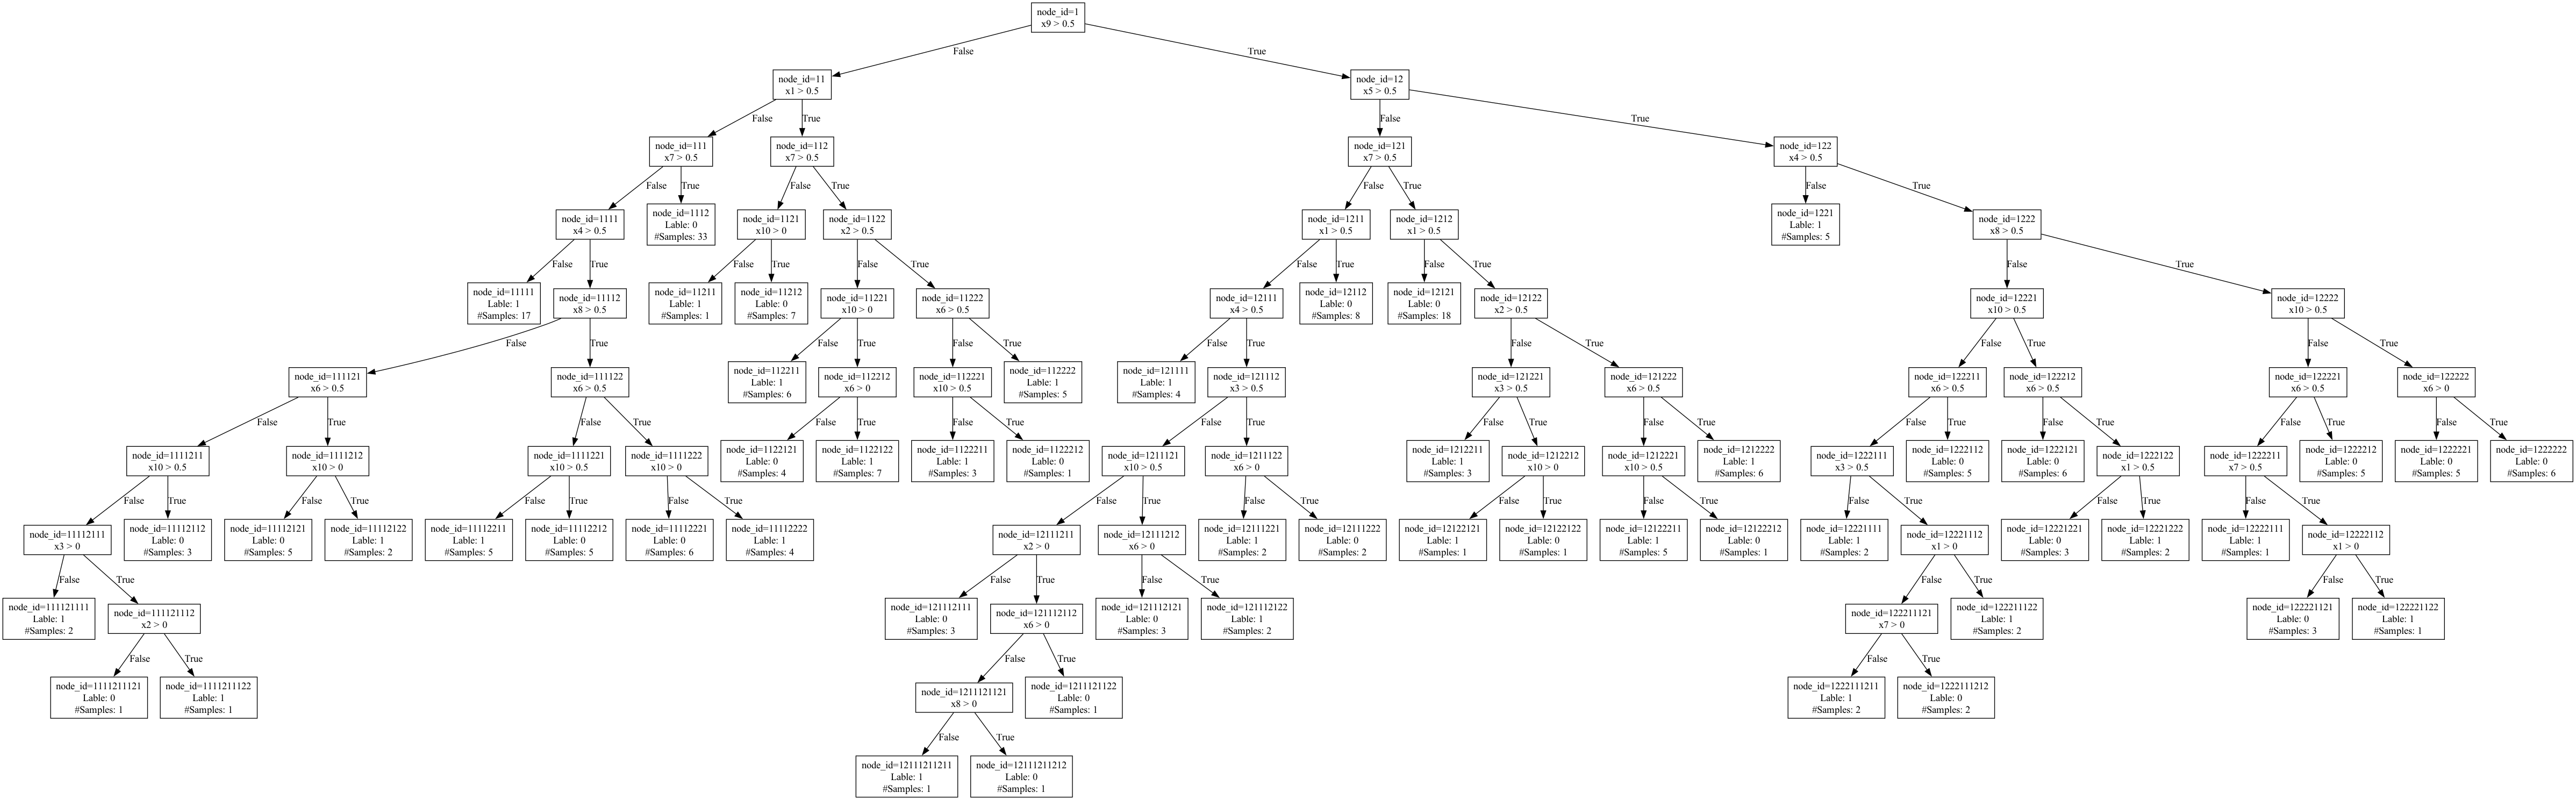 node_id=1
x9 > 0.5
False
True
node_id=11
x1 > 0.5
node_id=12
x5 > 0.5
False
True
False
True
node_id=111
x7 > 0.5
node_id=112
x7 > 0.5
node_id=121
x7 > 0.5
node_id=122
x4 > 0.5
False
True
False
True
False
True
False
True
node_id=1111
x4 > 0.5
node_id=1112
Lable: 0
#Samples: 33
node_id=1121
x10 > 0
node_id=1122
x2 > 0.5
node_id=1211
x1 > 0.5
node_id=1212
x1 > 0.5
node_id=1221
Lable: 1
#Samples: 5
node_id=1222
x8 > 0.5
False
True
False
True
False
True
False
True
False
True
False
True
node_id=11111
Lable: 1
#Samples: 17
node_id=11112
x8 > 0.5
node_id=11211
Lable: 1
#Samples: 1
node_id=11212
Lable: 0
#Samples: 7
node_id=11221
x10 > 0
node_id=11222
x6 > 0.5
node_id=12111
x4 > 0.5
node_id=12112
Lable: 0
#Samples: 8
node_id=12121
Lable: 0
#Samples: 18
node_id=12122
x2 > 0.5
node_id=12221
x10 > 0.5
node_id=12222
x10 > 0.5
False
True
False
True
False
True
False
True
False
True
False
True
False
True
node_id=111121
x6 > 0.5
node_id=111122
x6 > 0.5
node_id=112211
Lable: 1
#Samples: 6
node_id=112212
x6 > 0
node_id=112221
x10 > 0.5
node_id=112222
Lable: 1
#Samples: 5
node_id=121111
Lable: 1
#Samples: 4
node_id=121112
x3 > 0.5
node_id=121221
x3 > 0.5
node_id=121222
x6 > 0.5
node_id=122211
x6 > 0.5
node_id=122212
x6 > 0.5
node_id=122221
x6 > 0.5
node_id=122222
x6 > 0
False
True
False
True
False
True
False
True
False
True
False
True
False
True
False
True
False
True
False
True
False
True
node_id=1111211
x10 > 0.5
node_id=1111212
x10 > 0
node_id=1111221
x10 > 0.5
node_id=1111222
x10 > 0
node_id=1122121
Lable: 0
#Samples: 4
node_id=1122122
Lable: 1
#Samples: 7
node_id=1122211
Lable: 1
#Samples: 3
node_id=1122212
Lable: 0
#Samples: 1
node_id=1211121
x10 > 0.5
node_id=1211122
x6 > 0
node_id=1212211
Lable: 1
#Samples: 3
node_id=1212212
x10 > 0
node_id=1212221
x10 > 0.5
node_id=1212222
Lable: 1
#Samples: 6
node_id=1222111
x3 > 0.5
node_id=1222112
Lable: 0
#Samples: 5
node_id=1222121
Lable: 0
#Samples: 6
node_id=1222122
x1 > 0.5
node_id=1222211
x7 > 0.5
node_id=1222212
Lable: 0
#Samples: 5
node_id=1222221
Lable: 0
#Samples: 5
node_id=1222222
Lable: 0
#Samples: 6
False
True
False
True
False
True
False
True
False
True
False
True
False
True
False
True
False
True
False
True
False
True
node_id=11112111
x3 > 0
node_id=11112112
Lable: 0
#Samples: 3
node_id=11112121
Lable: 0
#Samples: 5
node_id=11112122
Lable: 1
#Samples: 2
node_id=11112211
Lable: 1
#Samples: 5
node_id=11112212
Lable: 0
#Samples: 5
node_id=11112221
Lable: 0
#Samples: 6
node_id=11112222
Lable: 1
#Samples: 4
node_id=12111211
x2 > 0
node_id=12111212
x6 > 0
node_id=12111221
Lable: 1
#Samples: 2
node_id=12111222
Lable: 0
#Samples: 2
node_id=12122121
Lable: 1
#Samples: 1
node_id=12122122
Lable: 0
#Samples: 1
node_id=12122211
Lable: 1
#Samples: 5
node_id=12122212
Lable: 0
#Samples: 1
node_id=12221111
Lable: 1
#Samples: 2
node_id=12221112
x1 > 0
node_id=12221221
Lable: 0
#Samples: 3
node_id=12221222
Lable: 1
#Samples: 2
node_id=12222111
Lable: 1
#Samples: 1
node_id=12222112
x1 > 0
False
True
False
True
False
True
False
True
False
True
node_id=111121111
Lable: 1
#Samples: 2
node_id=111121112
x2 > 0
node_id=121112111
Lable: 0
#Samples: 3
node_id=121112112
x6 > 0
node_id=121112121
Lable: 0
#Samples: 3
node_id=121112122
Lable: 1
#Samples: 2
node_id=122211121
x7 > 0
node_id=122211122
Lable: 1
#Samples: 2
node_id=122221121
Lable: 0
#Samples: 3
node_id=122221122
Lable: 1
#Samples: 1
False
True
False
True
False
True
node_id=1111211121
Lable: 0
#Samples: 1
node_id=1111211122
Lable: 1
#Samples: 1
node_id=1211121121
x8 > 0
node_id=1211121122
Lable: 0
#Samples: 1
node_id=1222111211
Lable: 1
#Samples: 2
node_id=1222111212
Lable: 0
#Samples: 2
False
True
node_id=12111211211
Lable: 1
#Samples: 1
node_id=12111211212
Lable: 0
#Samples: 1